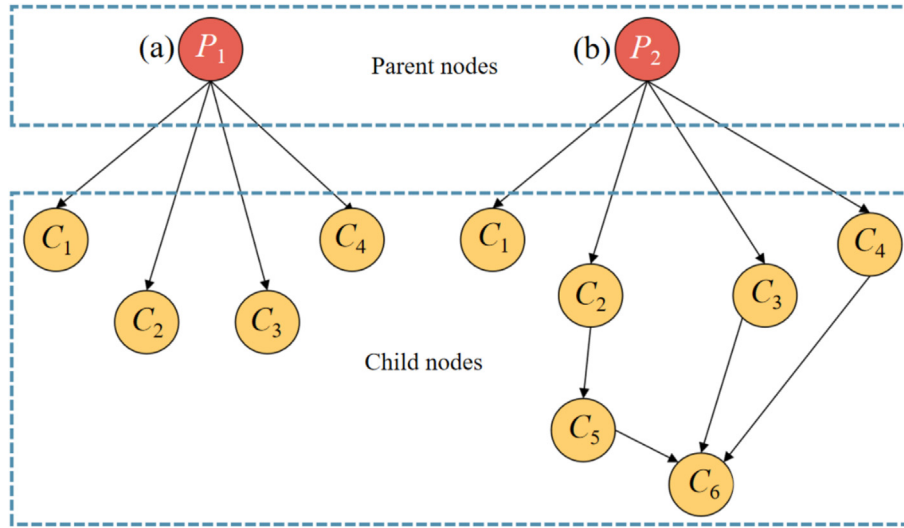 (a) P1 (b) P2
Parent nodes
C1 C4 C1 C4
C2 C3 C2 C3
Child nodes
C5
C6